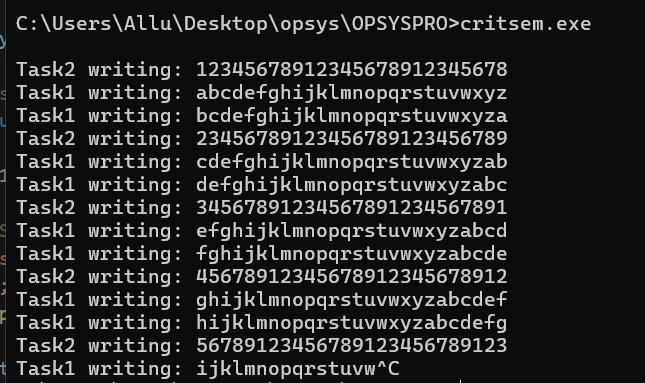 C:\Users\Allu\Desktop\opsys\OPSYSPRO>critsem.exe
Task2 writing: 12345678912345678912345678
Task1 writing: abcdefghijklmnopqrstuvwxyz
Task1 writing: bcdefghijklmnopqrstuvwxyza
Task2 writing: 23456789123456789123456789
Task1 writing: cdefghijklmnopqrstuvwxyzab
Task1 writing: defghijklmnopqrstuvwxyzabc
Task2 writing: 34567891234567891234567891
Task1 writing: efghijklmnopqrstuvwxyzabcd
Task1 writing: fghijklmnopqrstuvwxyzabcde
Task2 writing: 45678912345678912345678912
Task1 writing: ghijklmnopqrstuvwxyzabcdef
Task1 writing: hijklmnopqrstuvwxyzabcdefg
Task2 writing: 56789123456789123456789123
Task1 writing: ijklmnopqrstuvw^C